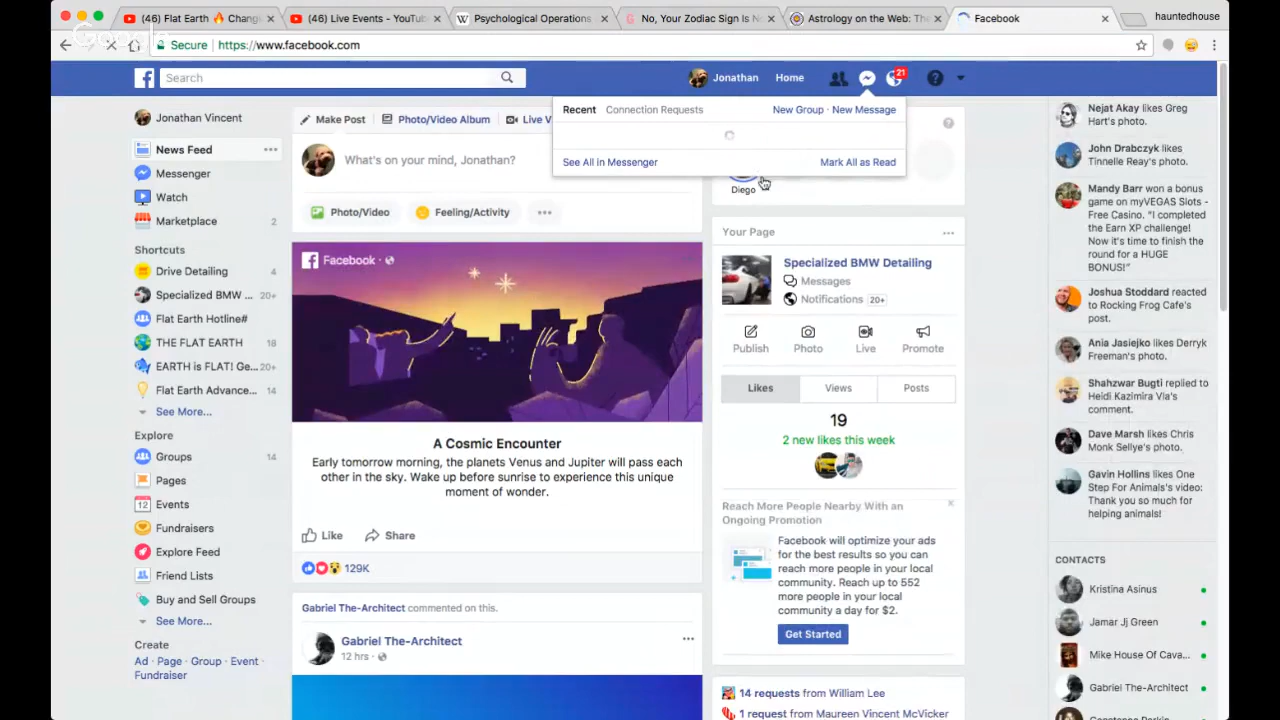 (46) Flat Earth 🔥 Chang
(46) Live Events - YouTu
Psychological Operations
No, Your Zodiac Sign Is N
Astrology on the Web: The
Facebook
hauntedhouse
Google
Secure
https://www.facebook.com
Search
Jonathan
Home
21
Jonathan Vincent
News Feed
Messenger
Watch
Marketplace 2
Shortcuts
Drive Detailing 4
Specialized BMW ... 20+
Flat Earth Hotline#
THE FLAT EARTH 18
EARTH is FLAT! Ge... 20+
Flat Earth Advance... 14
See More...
Explore
Groups 14
Pages
Events
Fundraisers
Explore Feed
Friend Lists
Buy and Sell Groups
See More...
Create
Ad · Page · Group · Event ·
Fundraiser
Make Post
Photo/Video Album
Live V
What's on your mind, Jonathan?
Photo/Video
Feeling/Activity
Recent
Connection Requests
New Group · New Message
See All in Messenger
Mark All as Read
Diego
Facebook ·
A Cosmic Encounter
Early tomorrow morning, the planets Venus and Jupiter will pass each
other in the sky. Wake up before sunrise to experience this unique
moment of wonder.
Like
Share
129K
Gabriel The-Architect commented on this.
Gabriel The-Architect
12 hrs ·
Your Page
Specialized BMW Detailing
Messages
Notifications 20+
Publish
Photo
Live
Promote
Likes
Views
Posts
19
2 new likes this week
Reach More People Nearby With an
Ongoing Promotion
Facebook will optimize your ads
for the best results so you can
reach more people in your local
community. Reach up to 552
more people in your local
community a day for $2.
Get Started
14 requests from William Lee
1 request from Maureen Vincent McVicker
Nejat Akay likes Greg
Hart's photo.
John Drabczyk likes
Tinnelle Reay's photo.
Mandy Barr won a bonus
game on myVEGAS Slots -
Free Casino. "I completed
the Earn XP challenge!
Now it's time to finish the
round for a HUGE
BONUS!"
Joshua Stoddard reacted
to Rocking Frog Cafe's
post.
Ania Jasiejko likes Derryk
Freeman's photo.
Shahzwar Bugti replied to
Heidi Kazimira Via's
comment.
Dave Marsh likes Chris
Monk Sellye's photo.
Gavin Hollins likes One
Step For Animals's video:
Thank you so much for
helping animals!
CONTACTS
Kristina Asinus
Jamar Jj Green
Mike House Of Cava...
Gabriel The-Architect